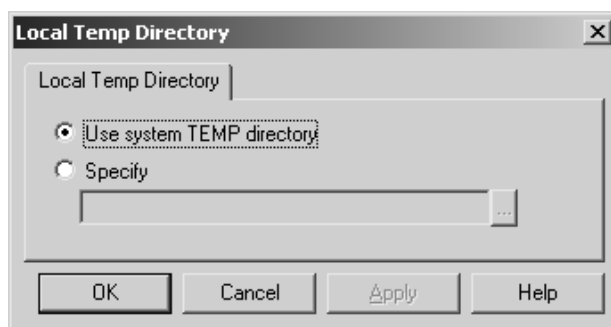 Local Temp Directory
Local Temp Directory
Use system TEMP directory
Specify
...
OK Cancel Apply Help